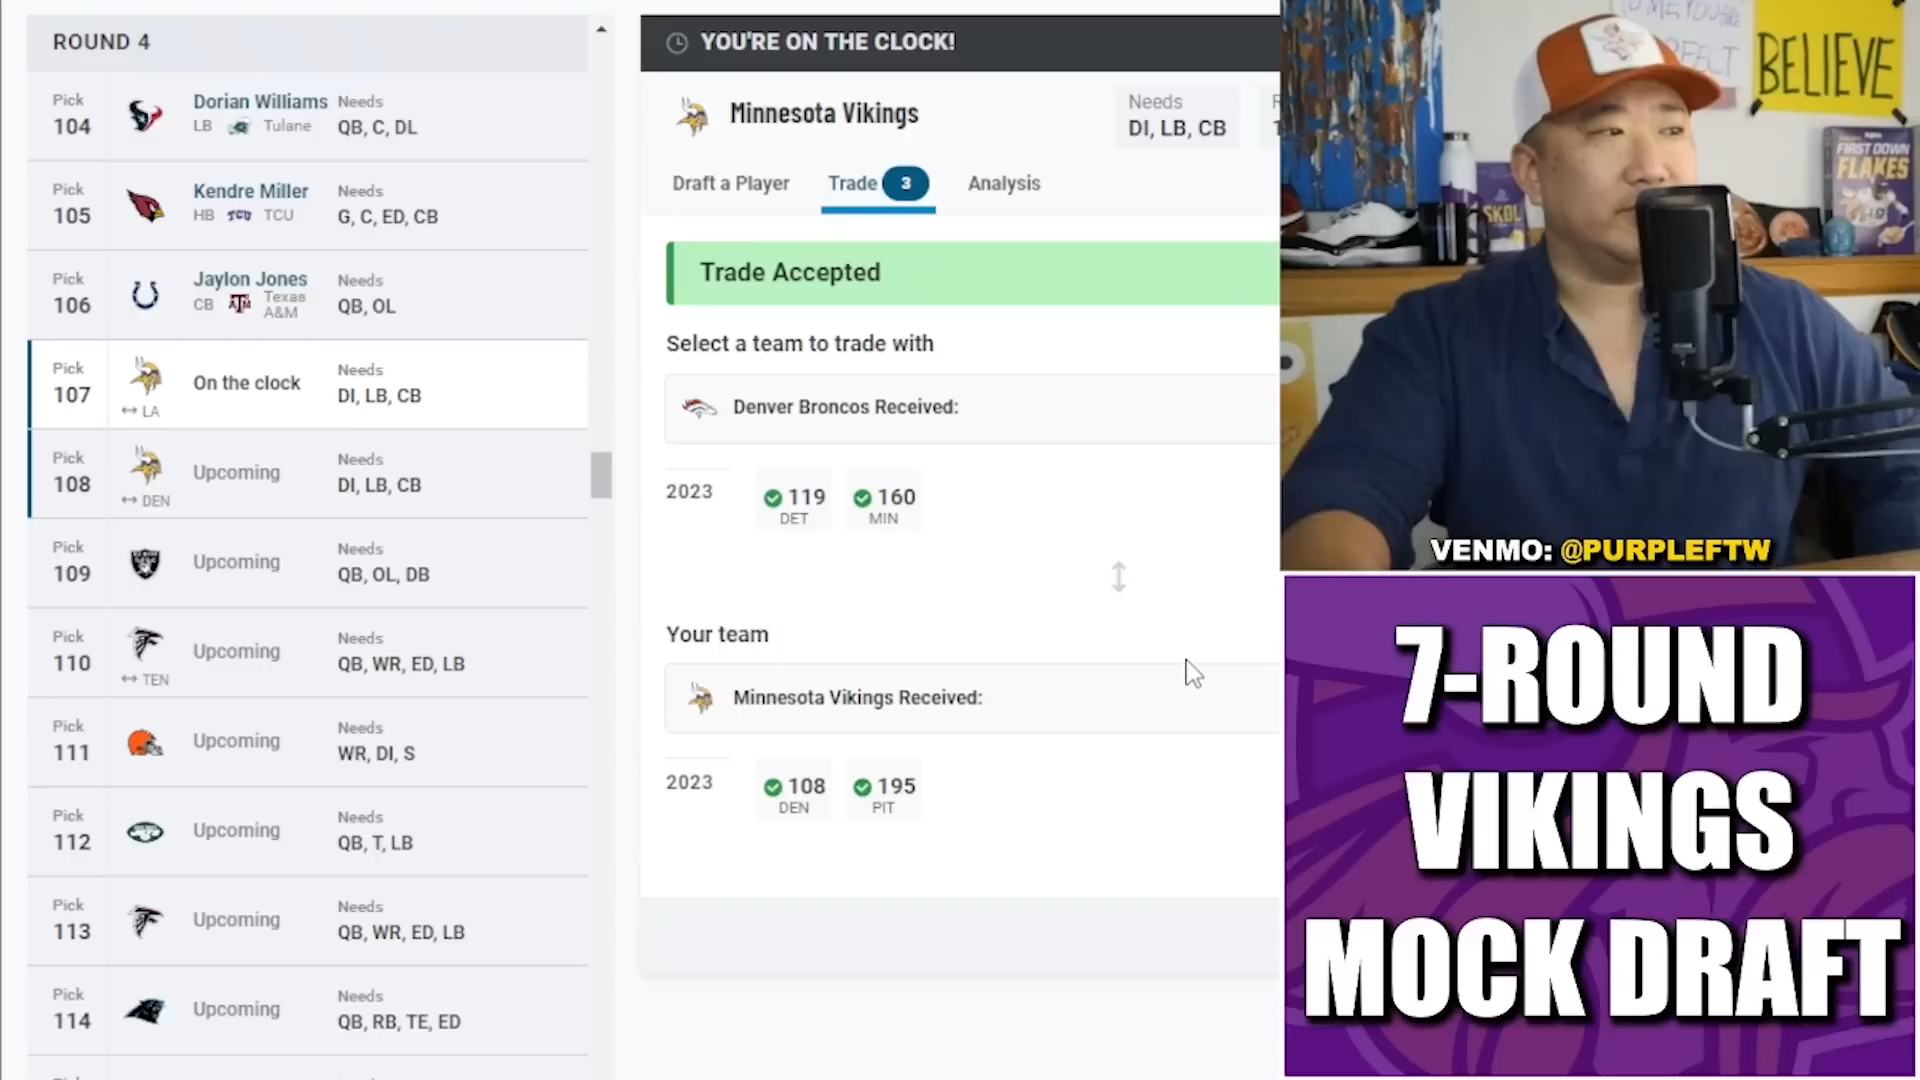 ROUND 4
Pick
104
Dorian Williams
LB Tulane
Needs
QB, C, DL
Pick
105
Kendre Miller
HB TCU TCU
Needs
G, C, ED, CB
Pick
106
Jaylon Jones
CB ATM Texas
A&M
Needs
QB, OL
Pick
107
↔ LA
On the clock
Needs
DI, LB, CB
Pick
108
↔ DEN
Upcoming
Needs
DI, LB, CB
Pick
109
Upcoming
Needs
QB, OL, DB
Pick
110
↔ TEN
Upcoming
Needs
QB, WR, ED, LB
Pick
111
Upcoming
Needs
WR, DI, S
Pick
112
Upcoming
Needs
QB, T, LB
Pick
113
Upcoming
Needs
QB, WR, ED, LB
Pick
114
Upcoming
Needs
QB, RB, TE, ED
YOU'RE ON THE CLOCK!
Minnesota Vikings
Needs
DI, LB, CB
Draft a Player
Trade 3
Analysis
Trade Accepted
Select a team to trade with
Denver Broncos Received:
2023
119
DET
160
MIN
Your team
Minnesota Vikings Received:
2023
108
DEN
195
PIT
BELIEVE
FIRST DOWN
FLAKES
SKOL
VENMO: @PURPLEFTW
7-ROUND
VIKINGS
MOCK DRAFT